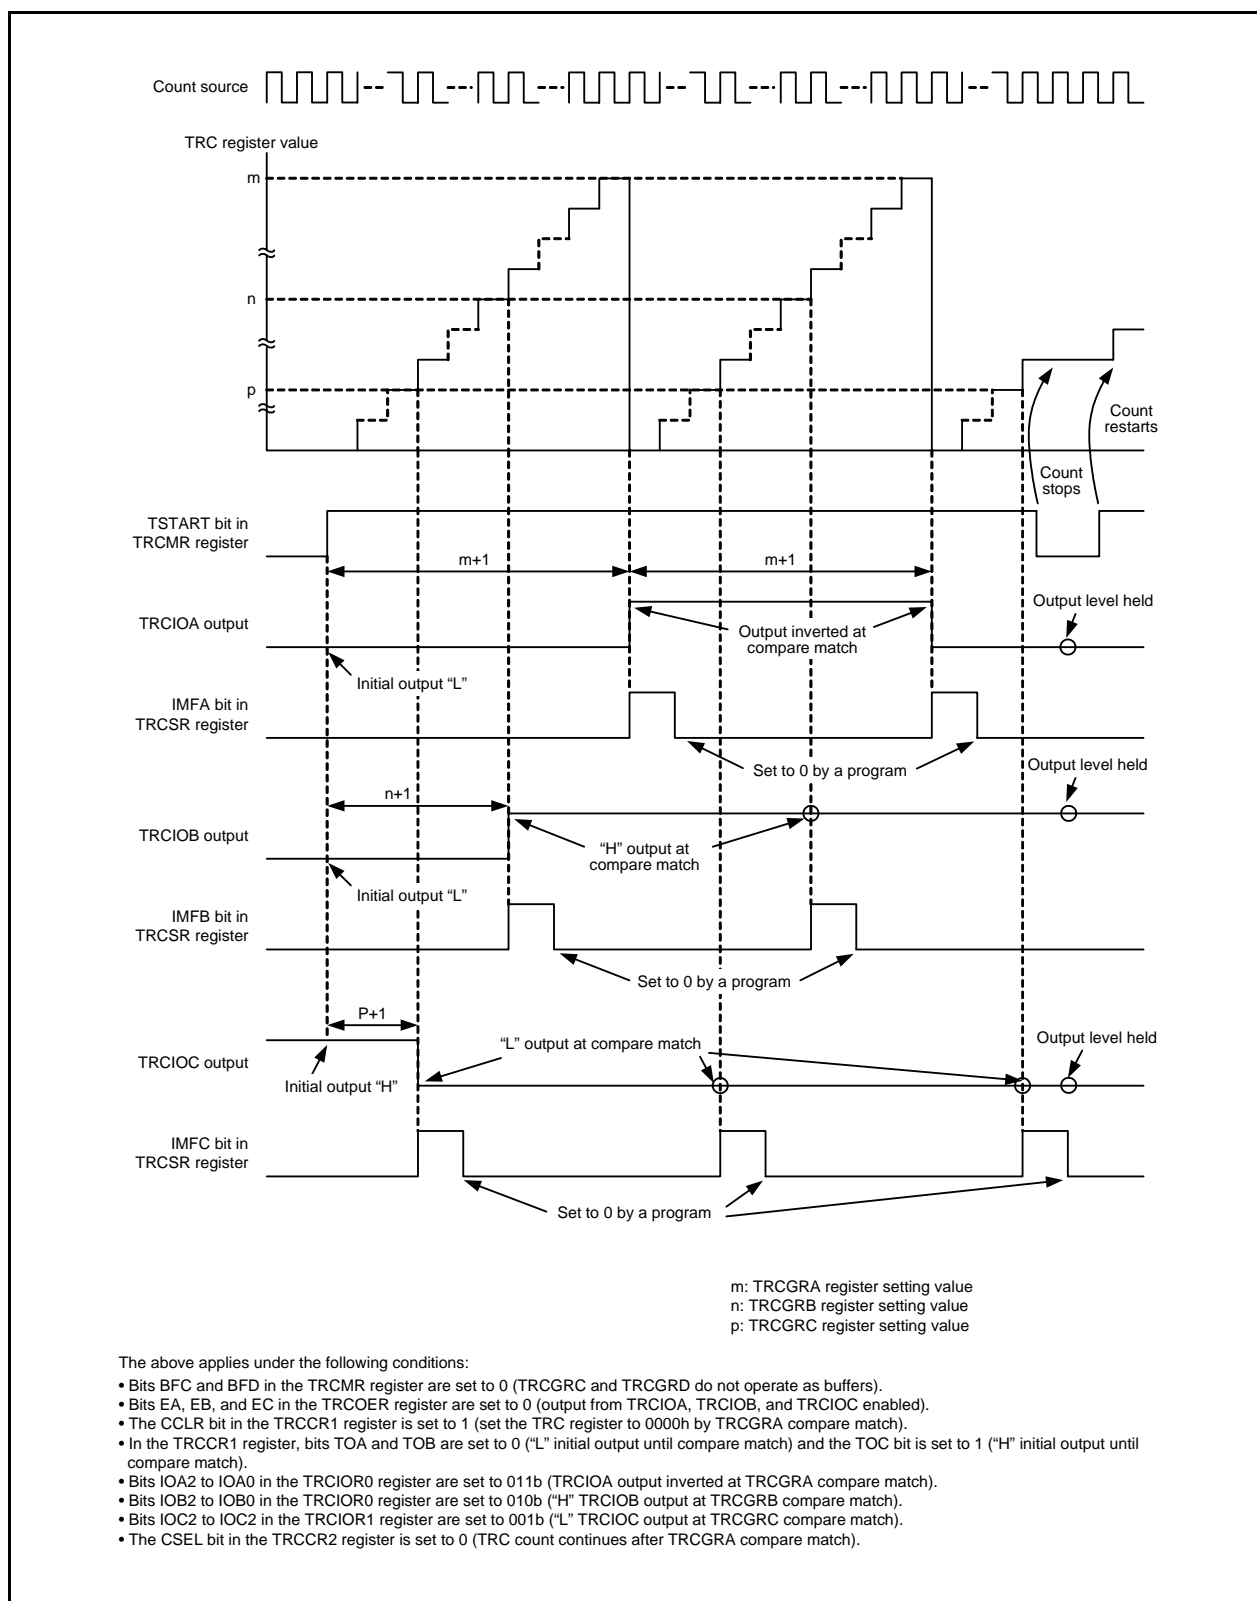 Count source
TRC register value
m
n
p
Count
restarts
Count
stops
TSTART bit in
TRCMR register
m+1
m+1
Output level held
TRCIOA output
Output inverted at
compare match
Initial output “L”
IMFA bit in
TRCSR register
Set to 0 by a program
Output level held
n+1
TRCIOB output
“H” output at
compare match
Initial output “L”
IMFB bit in
TRCSR register
Set to 0 by a program
P+1
“L” output at compare match
Output level held
TRCIOC output
Initial output “H”
IMFC bit in
TRCSR register
Set to 0 by a program
m: TRCGRA register setting value
n: TRCGRB register setting value
p: TRCGRC register setting value
The above applies under the following conditions:
• Bits BFC and BFD in the TRCMR register are set to 0 (TRCGRC and TRCGRD do not operate as buffers).
• Bits EA, EB, and EC in the TRCOER register are set to 0 (output from TRCIOA, TRCIOB, and TRCIOC enabled).
• The CCLR bit in the TRCCR1 register is set to 1 (set the TRC register to 0000h by TRCGRA compare match).
• In the TRCCR1 register, bits TOA and TOB are set to 0 (“L” initial output until compare match) and the TOC bit is set to 1 (“H” initial output until
compare match).
• Bits IOA2 to IOA0 in the TRCIOR0 register are set to 011b (TRCIOA output inverted at TRCGRA compare match).
• Bits IOB2 to IOB0 in the TRCIOR0 register are set to 010b (“H” TRCIOB output at TRCGRB compare match).
• Bits IOC2 to IOC2 in the TRCIOR1 register are set to 001b (“L” TRCIOC output at TRCGRC compare match).
• The CSEL bit in the TRCCR2 register is set to 0 (TRC count continues after TRCGRA compare match).